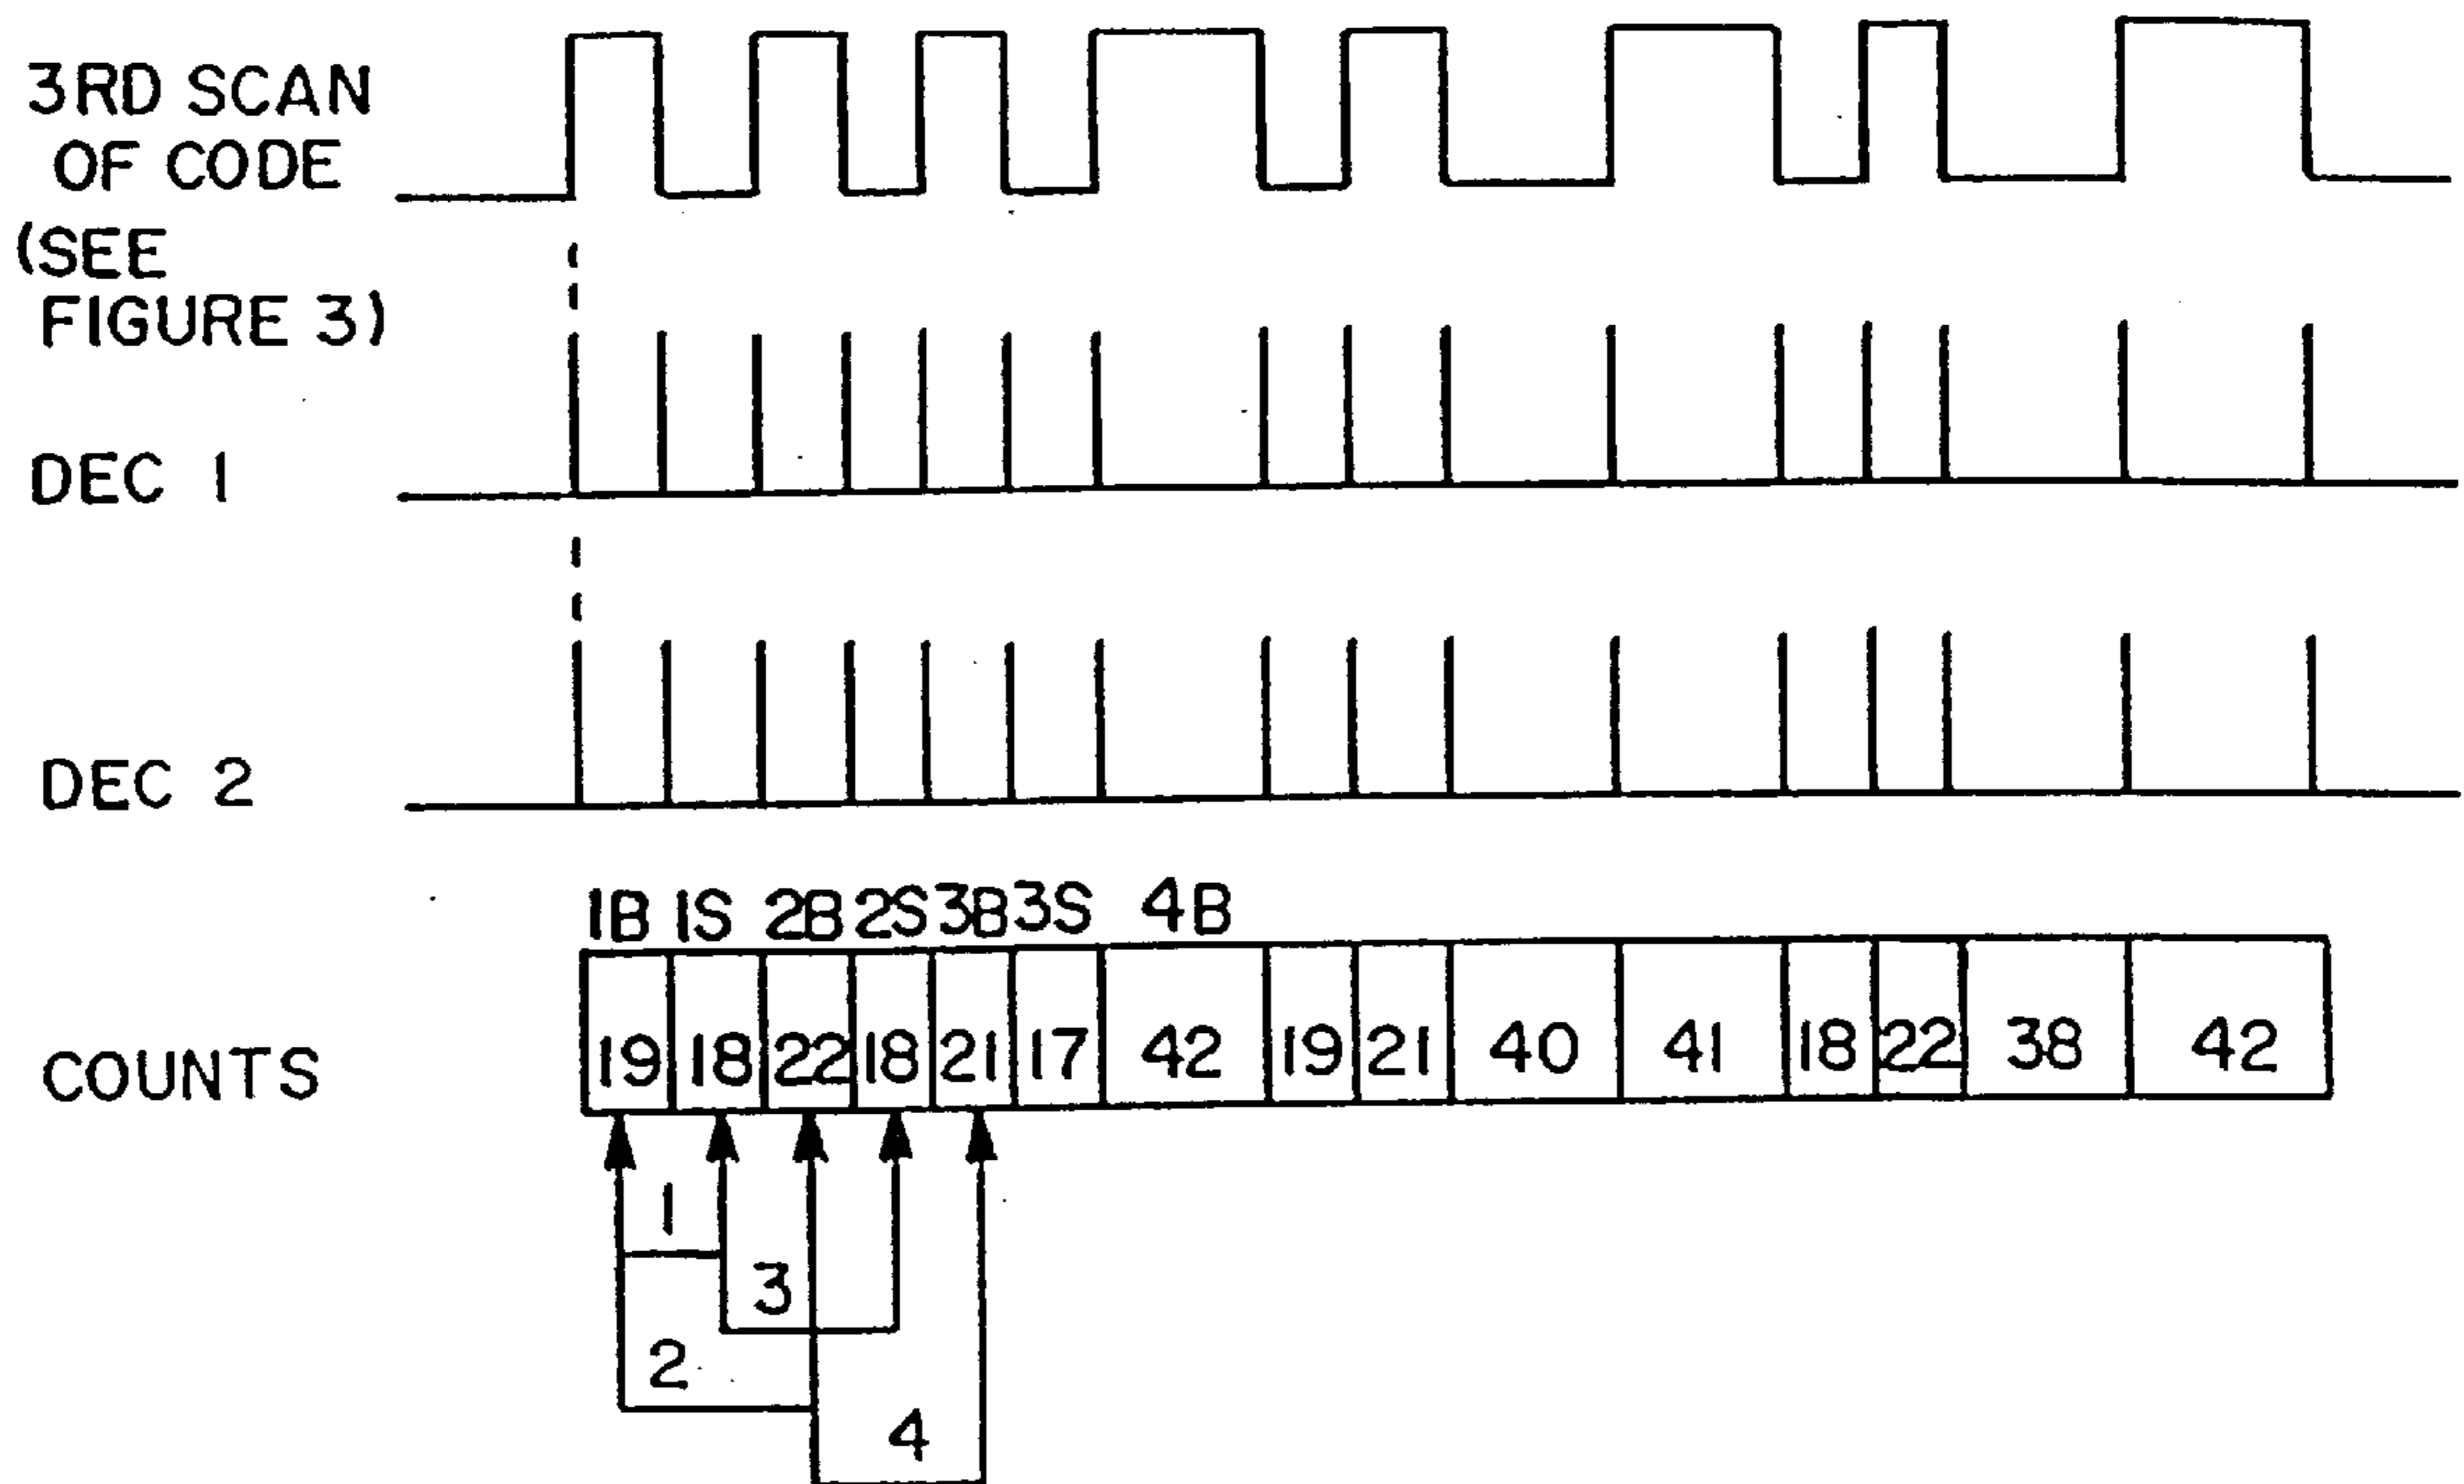 3RD SCAN
OF CODE
(SEE
FIGURE 3)
DEC 1
DEC 2
1B 1S 2B 2S 3B 3S 4B
COUNTS 19 18 22 18 21 17 42 19 21 40 41 18 22 38 42
1
3
2
4